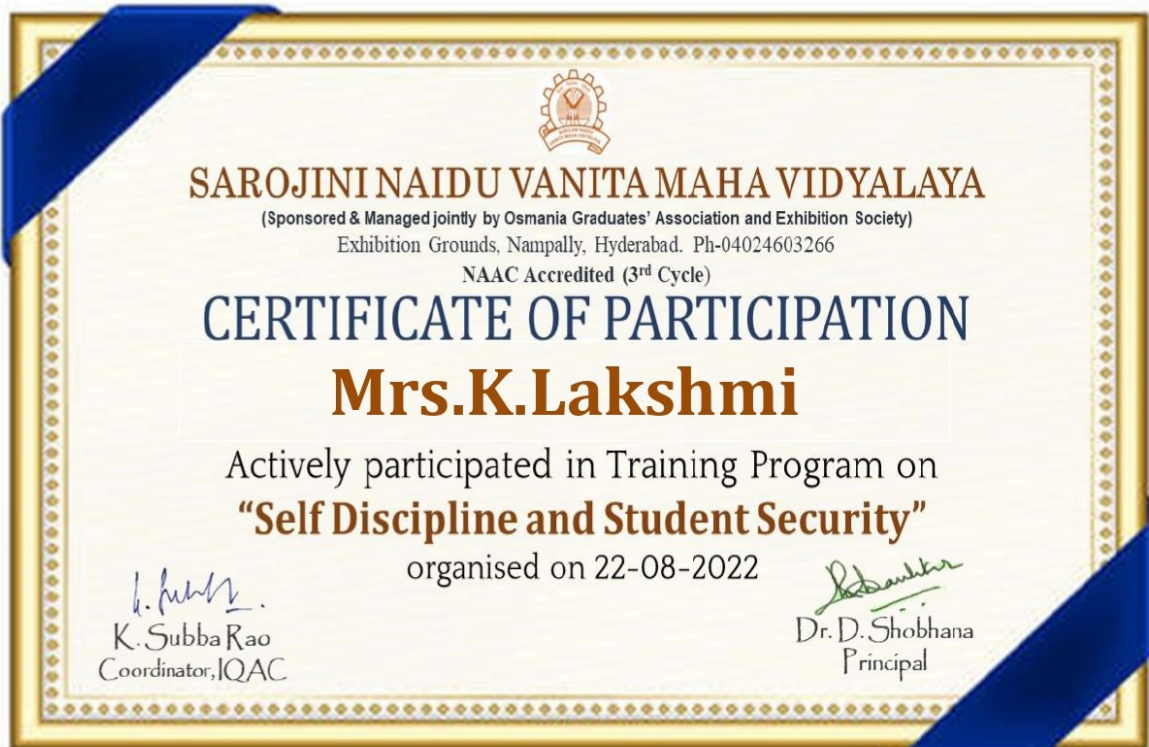 SAROJINI NAIDU VANITA MAHA VIDYALAYA
(Sponsored & Managed jointly by Osmania Graduates' Association and Exhibition Society)
Exhibition Grounds, Nampally, Hyderabad. Ph-04024603266
NAAC Accredited (3rd Cycle)
CERTIFICATE OF PARTICIPATION
Mrs.K.Lakshmi
Actively participated in Training Program on
“Self Discipline and Student Security”
organised on 22-08-2022
K. Subba Rao
Coordinator, IQAC
Dr. D. Shobhana
Principal